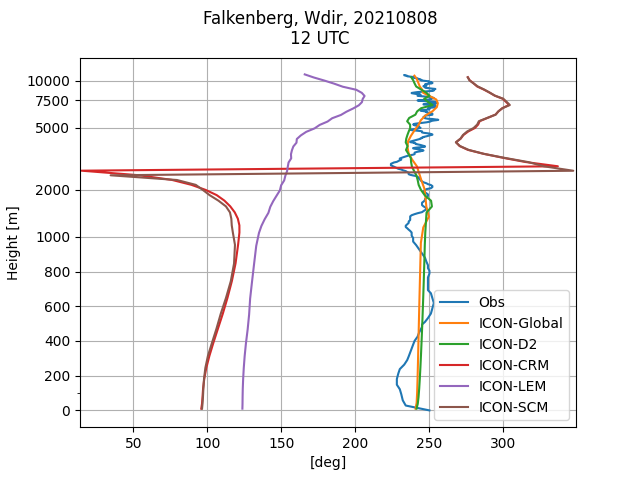 Falkenberg, Wdir, 20210808
12 UTC
10000
7500
5000
2000
1000
800
600
400
200
0
Height [m]
Obs
ICON-Global
ICON-D2
ICON-CRM
ICON-LEM
ICON-SCM
50 100 150 200 250 300
[deg]